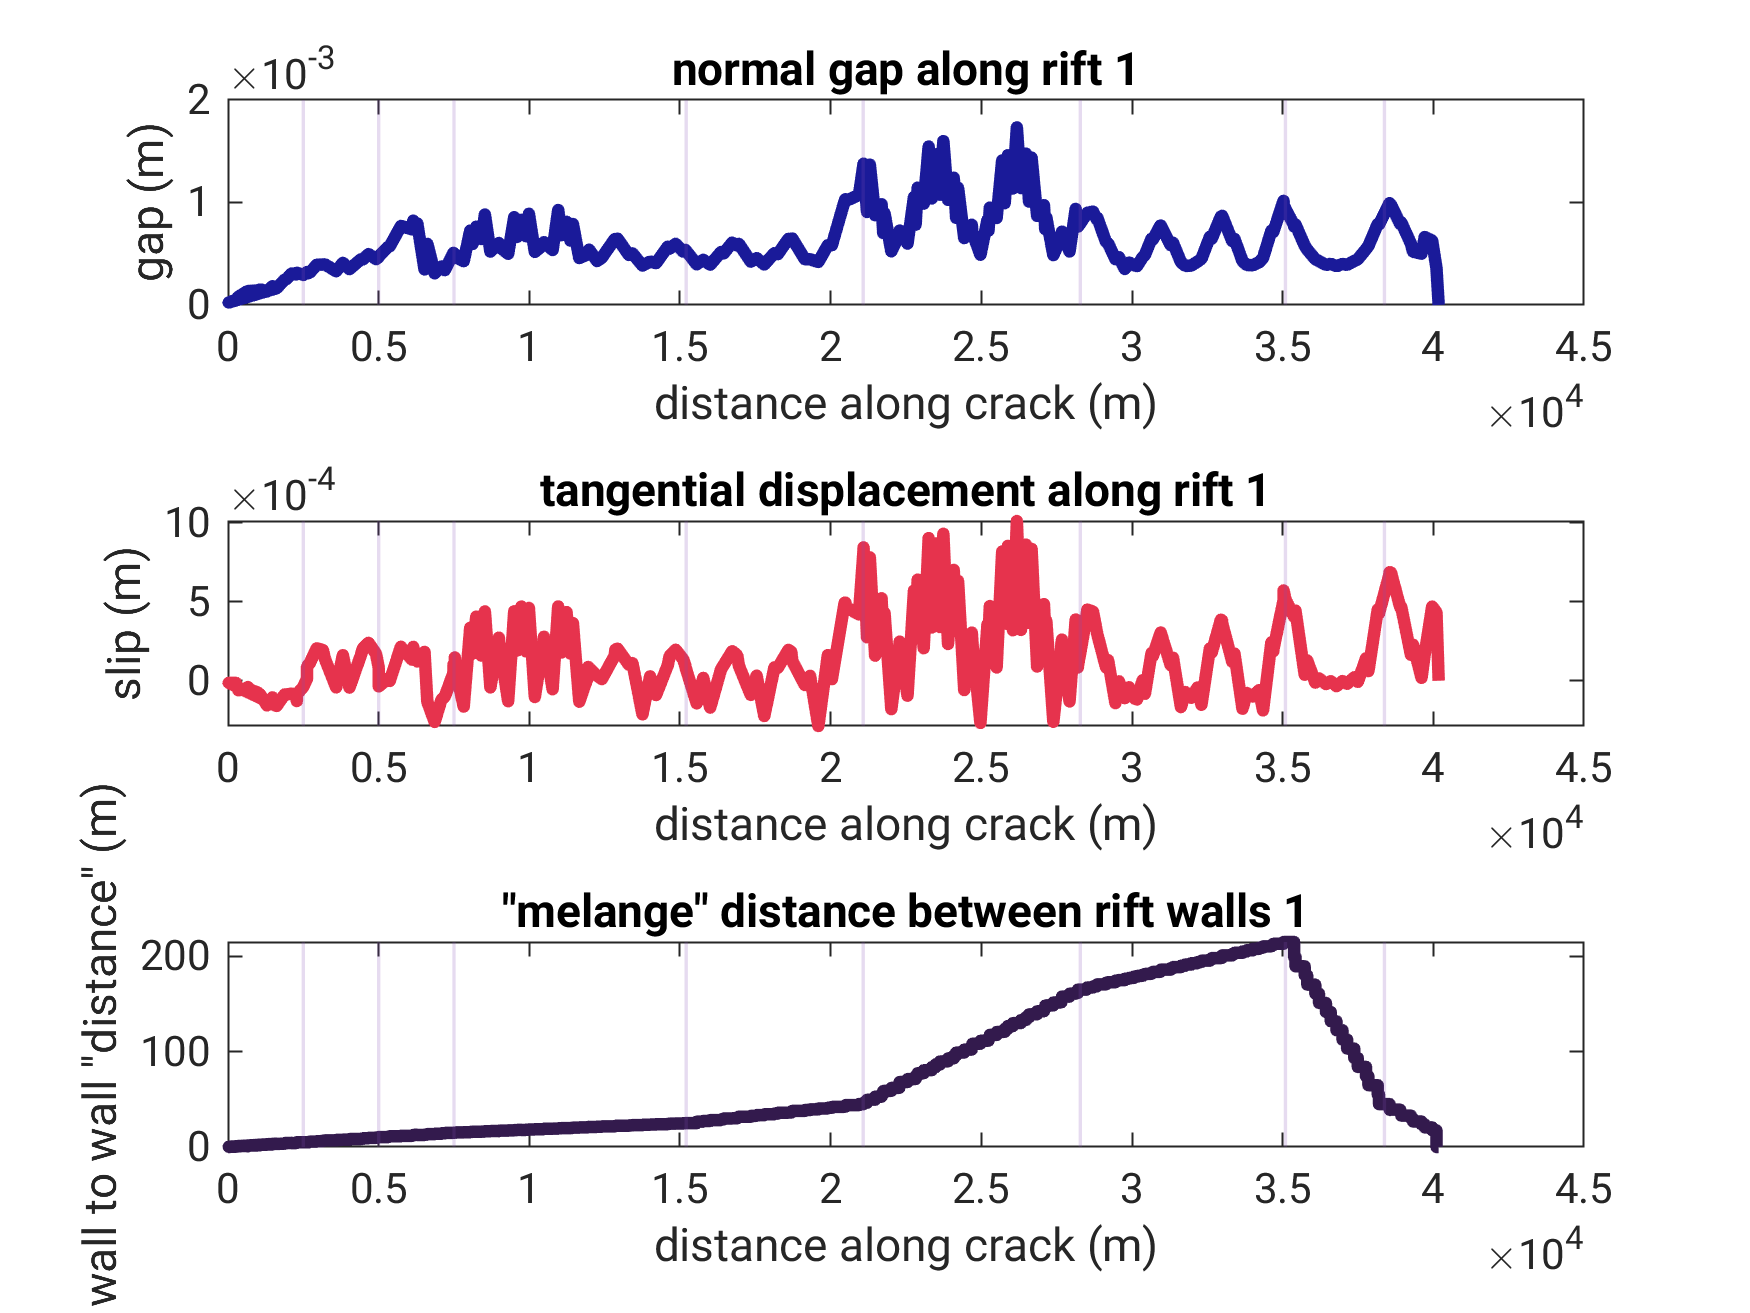 ×10-3
normal gap along rift 1
gap (m)
2
1
0
0 0.5 1 1.5 2 2.5 3 3.5 4 4.5
distance along crack (m)
×104
×10-4
tangential displacement along rift 1
slip (m)
10
5
0
0 0.5 1 1.5 2 2.5 3 3.5 4 4.5
distance along crack (m)
×104
"melange" distance between rift walls 1
wall to wall "distance" (m)
200
100
0
0 0.5 1 1.5 2 2.5 3 3.5 4 4.5
distance along crack (m)
×104